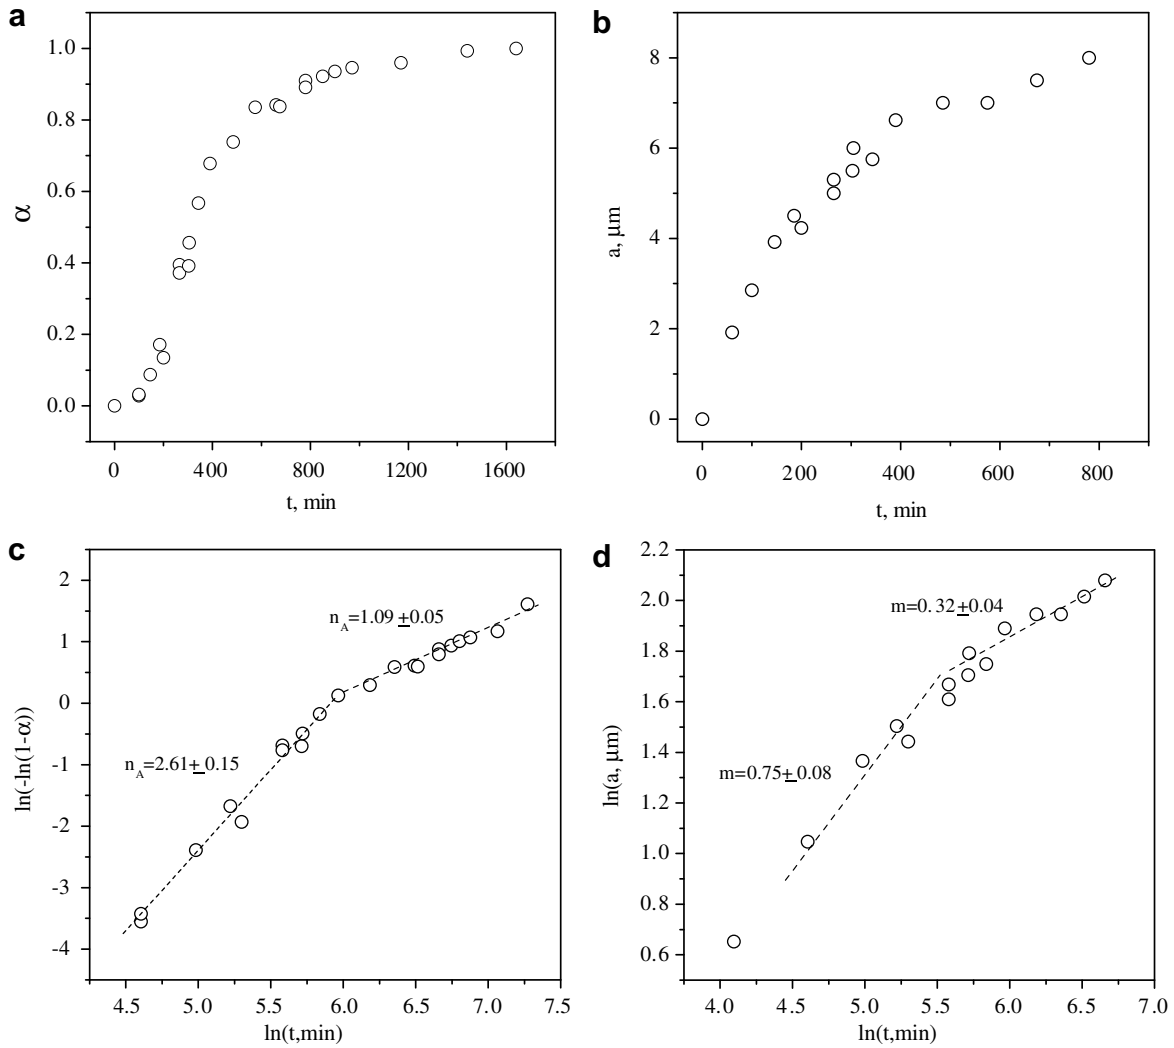 a
1.0
0.8
0.6
0.4
0.2
0.0
α
0 400 800 1200 1600
t, min
b
8
6
4
2
0
a, μm
0 200 400 600 800
t, min
c
2
1
0
-1
-2
-3
-4
ln(-ln(1-α))
n_A=1.09 ±0.05
n_A=2.61± 0.15
4.5 5.0 5.5 6.0 6.5 7.0 7.5
ln(t,min)
d
2.2
2.0
1.8
1.6
1.4
1.2
1.0
0.8
0.6
ln(a, μm)
m=0.32±0.04
m=0.75± 0.08
4.0 4.5 5.0 5.5 6.0 6.5 7.0
ln(t,min)